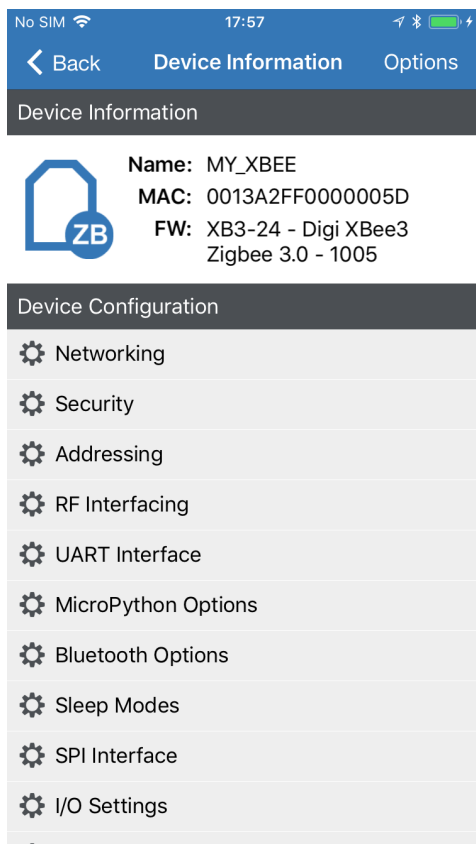 No SIM 17:57
Back Device Information Options
Device Information
Name: MY_XBEE
MAC: 0013A2FF0000005D
FW: XB3-24 - Digi XBee3
Zigbee 3.0 - 1005
ZB
Device Configuration
Networking
Security
Addressing
RF Interfacing
UART Interface
MicroPython Options
Bluetooth Options
Sleep Modes
SPI Interface
I/O Settings